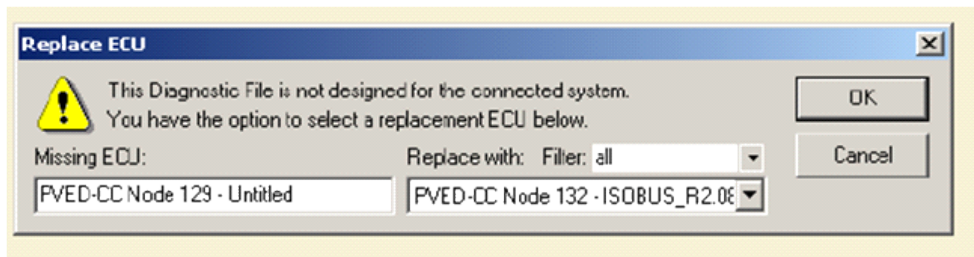 Replace ECU
This Diagnostic File is not designed for the connected system.
You have the option to select a replacement ECU below.
OK
Cancel
Missing ECU:
Replace with: Filter: all
PVED-CC Node 129 - Untitled
PVED-CC Node 132 - ISOBUS_R2.08